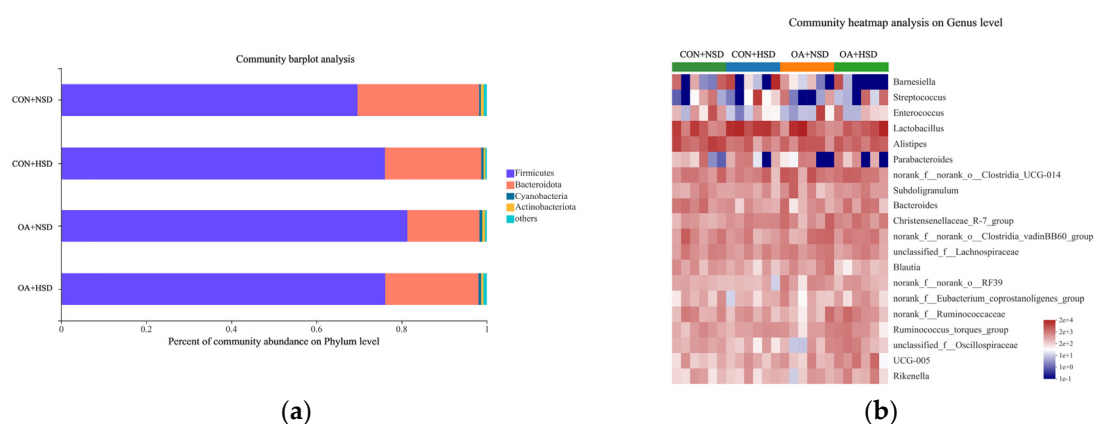 Community barplot analysis
CON+NSD
CON+HSD
OA+NSD
OA+HSD
0
0.2
0.4
0.6
0.8
1
Percent of community abundance on Phylum level
Firmicutes
Bacteroidota
Cyanobacteria
Actinobacteriota
others
(a)
Community heatmap analysis on Genus level
CON+NSD CON+HSD OA+NSD OA+HSD
Barnesiella
Streptococcus
Enterococcus
Lactobacillus
Alistipes
Parabacteroides
norank_f__norank_o__Clostridia_UCG-014
Subdoligranulum
Bacteroides
Christensenellaceae_R-7_group
norank_f__norank_o__Clostridia_vadinBB60_group
unclassified_f__Lachnospiraceae
Blautia
norank_f__norank_o__RF39
norank_f__Eubacterium_coprostanoligenes_group
norank_f__Ruminococcaceae
Ruminococcus_torques_group
unclassified_f__Oscillospiraceae
UCG-005
Rikenella
2e+4
2e+3
1e+1
1e+0
1e-1
(b)